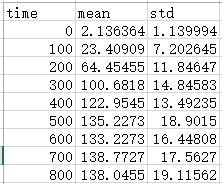 time mean std
0 2.136364 1.139994
100 23.40909 7.202645
200 64.45455 11.84647
300 100.6818 14.84583
400 122.9545 13.49235
500 135.2273 18.9015
600 133.2273 16.44808
700 138.7727 17.5627
800 138.0455 19.11562